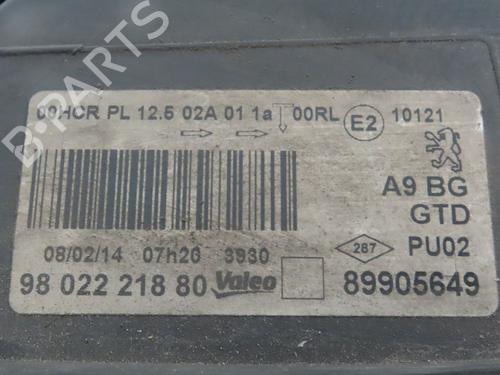 00HCR PL 12.5 02A 01 1a 00RL E2 10121
A9 BG
GTD
08/02/14 07h26 3930 287 PU02
98 022 218 80 Valeo 89905649
B-PARTS